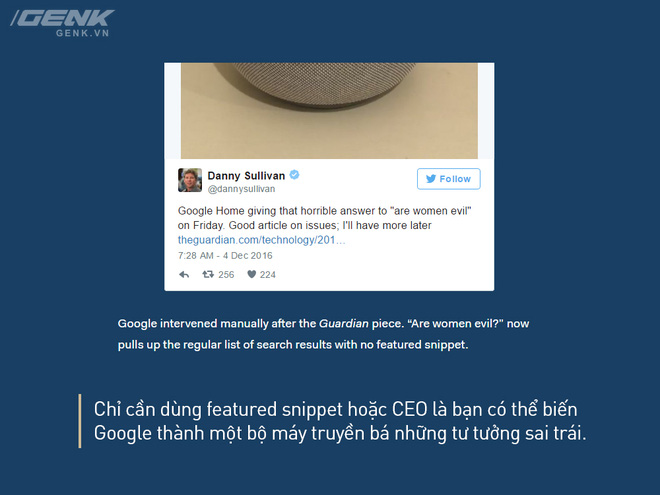 GENK
GENK.VN
Danny Sullivan
@dannysullivan
Follow
Google Home giving that horrible answer to "are women evil"
on Friday. Good article on issues; I'll have more later
theguardian.com/technology/201...
7:28 AM - 4 Dec 2016
256 224
Google intervened manually after the Guardian piece. “Are women evil?” now
pulls up the regular list of search results with no featured snippet.
Chỉ cần dùng featured snippet hoặc CEO là bạn có thể biến
Google thành một bộ máy truyền bá những tư tưởng sai trái.